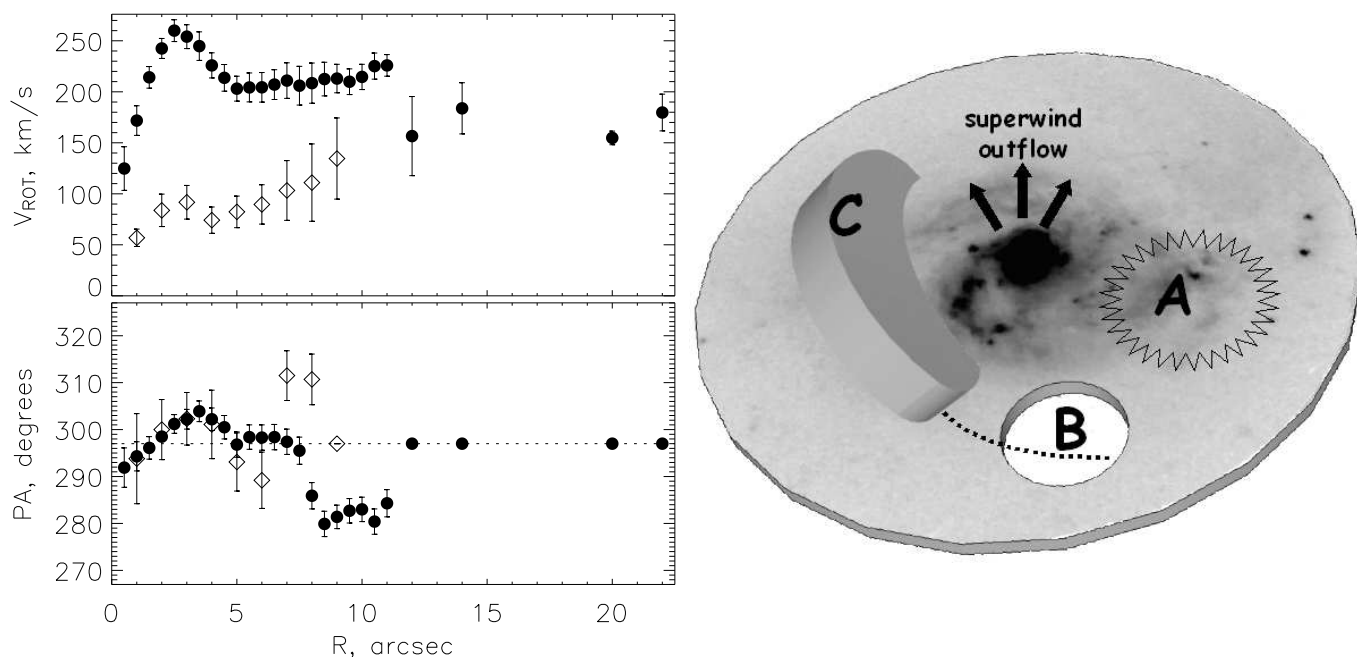 250
200
150
100
50
0
V_ROT, km/s
320
310
300
290
280
270
PA, degrees
0 5 10 15 20
R, arcsec
superwind
outflow
C
A
B